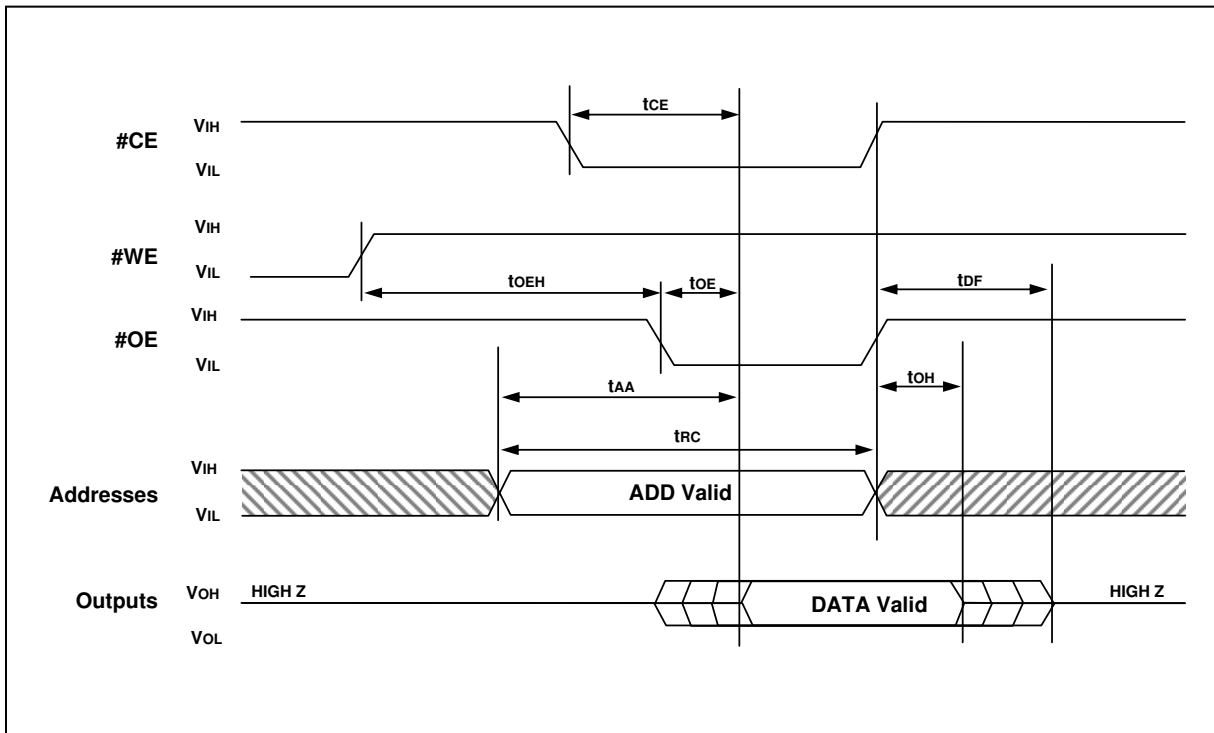 tCE
#CE
VIH
VIL
#WE
VIH
VIL
tOEH
tOE
tDF
#OE
VIH
VIL
tAA
tOH
tRC
Addresses
VIH
VIL
ADD Valid
Outputs
VOH
VOL
HIGH Z
DATA Valid
HIGH Z